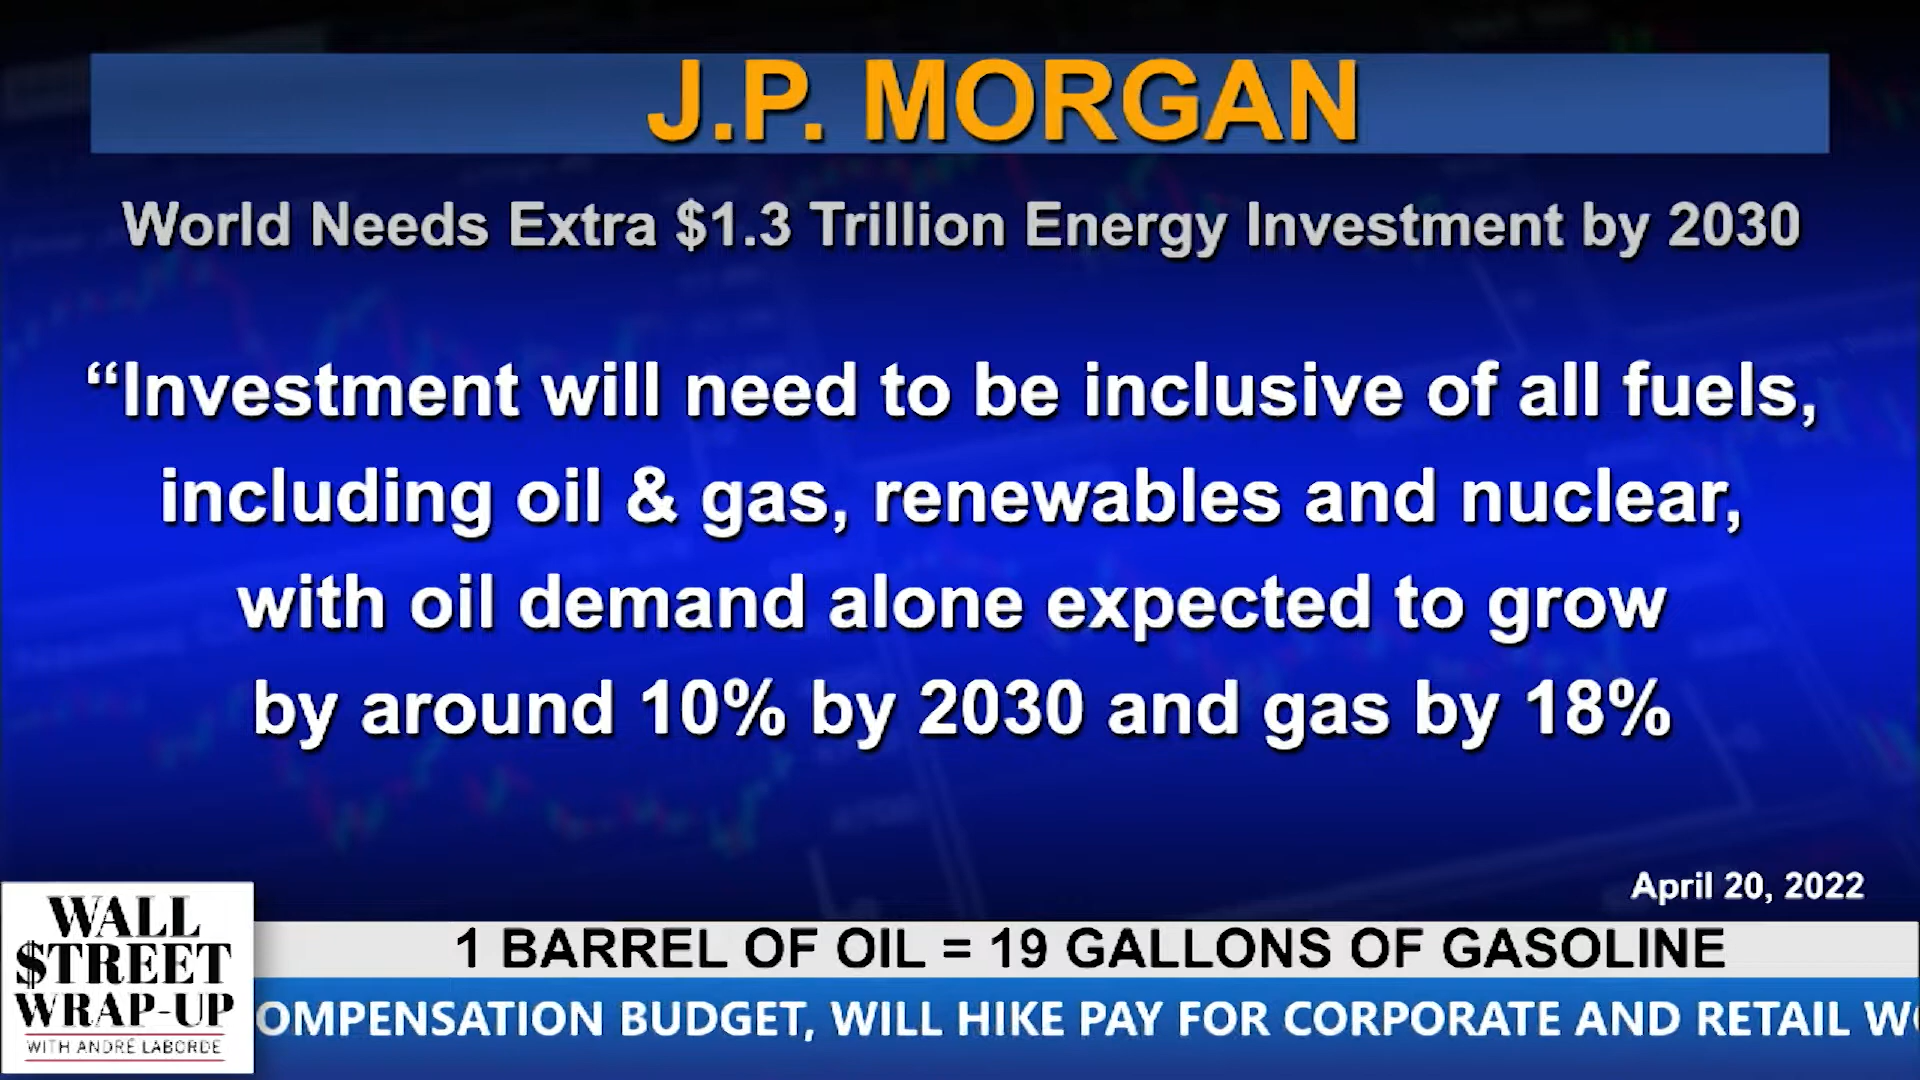 J.P. MORGAN
World Needs Extra $1.3 Trillion Energy Investment by 2030
“Investment will need to be inclusive of all fuels,
including oil & gas, renewables and nuclear,
with oil demand alone expected to grow
by around 10% by 2030 and gas by 18%
April 20, 2022
WALL
$TREET
WRAP-UP
WITH ANDRÉ LABORDE
1 BARREL OF OIL = 19 GALLONS OF GASOLINE
OMPENSATION BUDGET, WILL HIKE PAY FOR CORPORATE AND RETAIL W